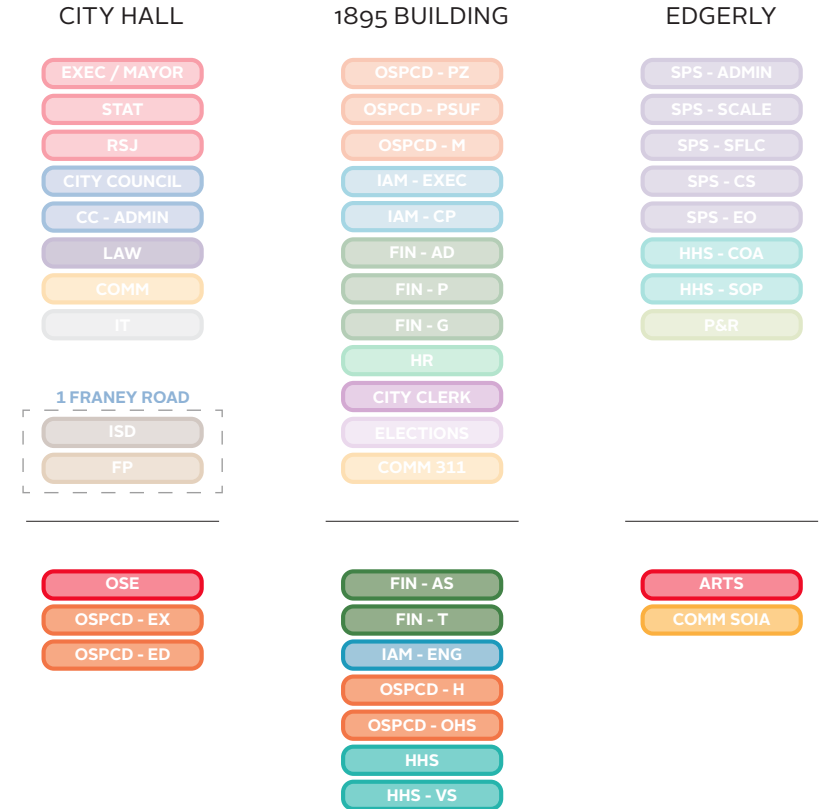 CITY HALL
EXEC / MAYOR
STAT
RSJ
CITY COUNCIL
CC - ADMIN
LAW
COMM
IT
1 FRANEY ROAD
ISD
FP
OSE
OSPCD - EX
OSPCD - ED
1895 BUILDING
OSPCD - PZ
OSPCD - PSUF
OSPCD - M
IAM - EXEC
IAM - CP
FIN - AD
FIN - P
FIN - G
HR
CITY CLERK
ELECTIONS
COMM 311
FIN - AS
FIN - T
IAM - ENG
OSPCD - H
OSPCD - OHS
HHS
HHS - VS
EDGERLY
SPS - ADMIN
SPS - SCALE
SPS - SFLC
SPS - CS
SPS - EO
HHS - COA
HHS - SOP
P&R
ARTS
COMM SOIA